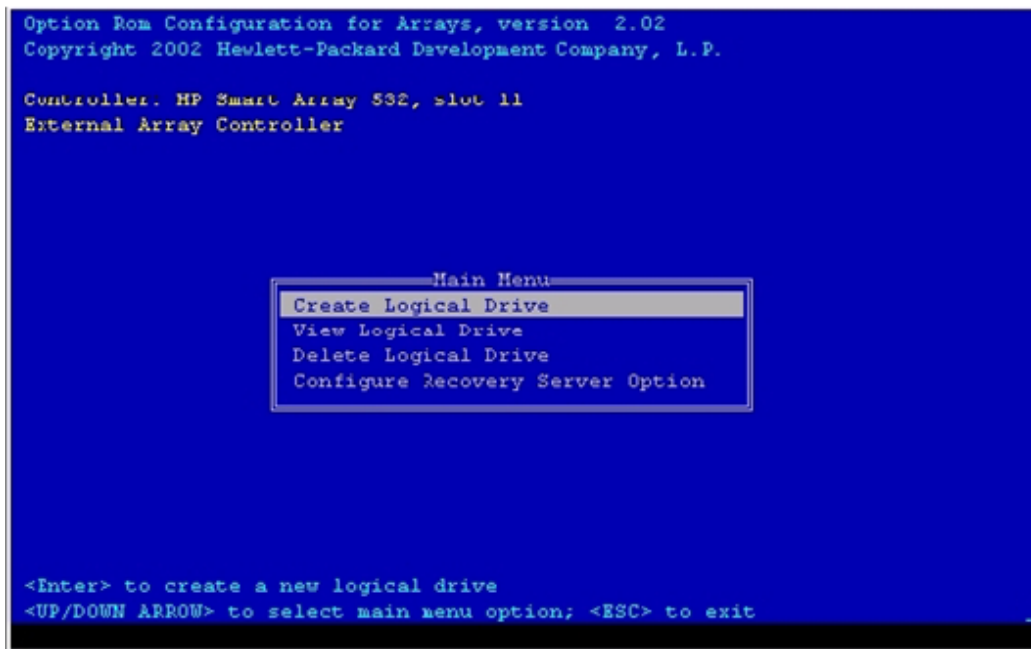 Option Rom Configuration for Arrays, version 2.02
Copyright 2002 Hewlett-Packard Development Company, L.P.
Controller: HP Smart Array 532, slot 11
External Array Controller
Main Menu
Create Logical Drive
View Logical Drive
Delete Logical Drive
Configure Recovery Server Option
<Enter> to create a new logical drive
<UP/DOWN ARROW> to select main menu option; <ESC> to exit